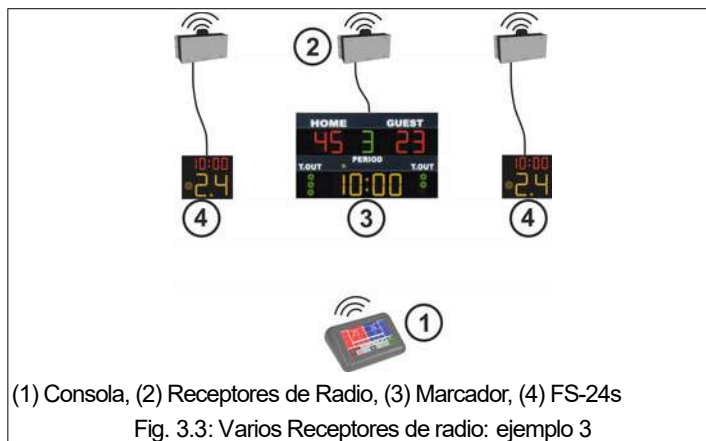 2
HOME GUEST
45 3 23
PERIOD
T.OUT T.OUT
10:00
10:00
2.4
10:00
2.4
4
3
4
1
(1) Consola, (2) Receptores de Radio, (3) Marcador, (4) FS-24s
Fig. 3.3: Varios Receptores de radio: ejemplo 3